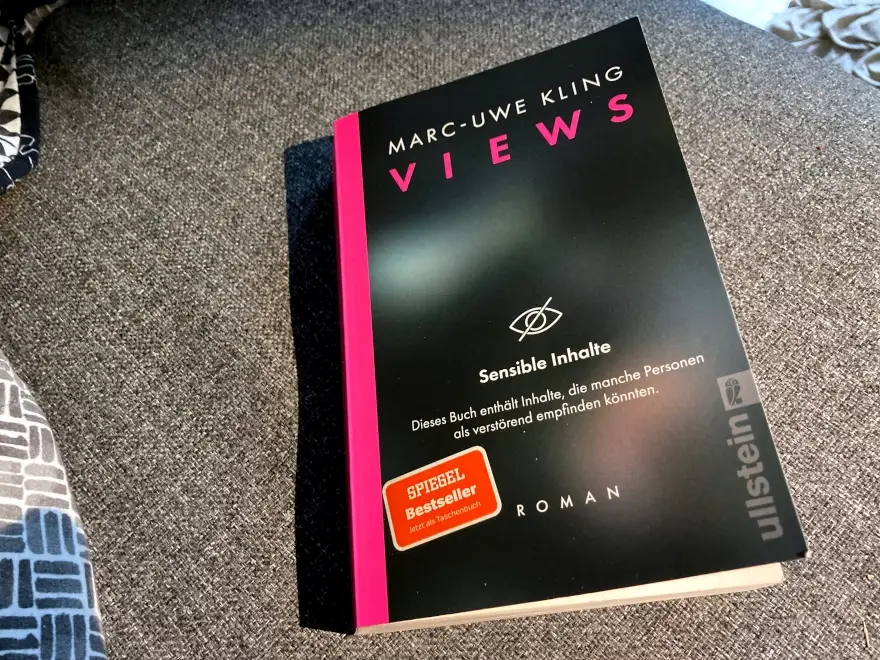 MARC-UWE KLING
VIEWS
Sensible Inhalte
Dieses Buch enthält Inhalte, die manche Personen
als verstörend empfinden könnten.
SPIEGEL
Bestseller
Jetzt als Taschenbuch
ROMAN
ullstein